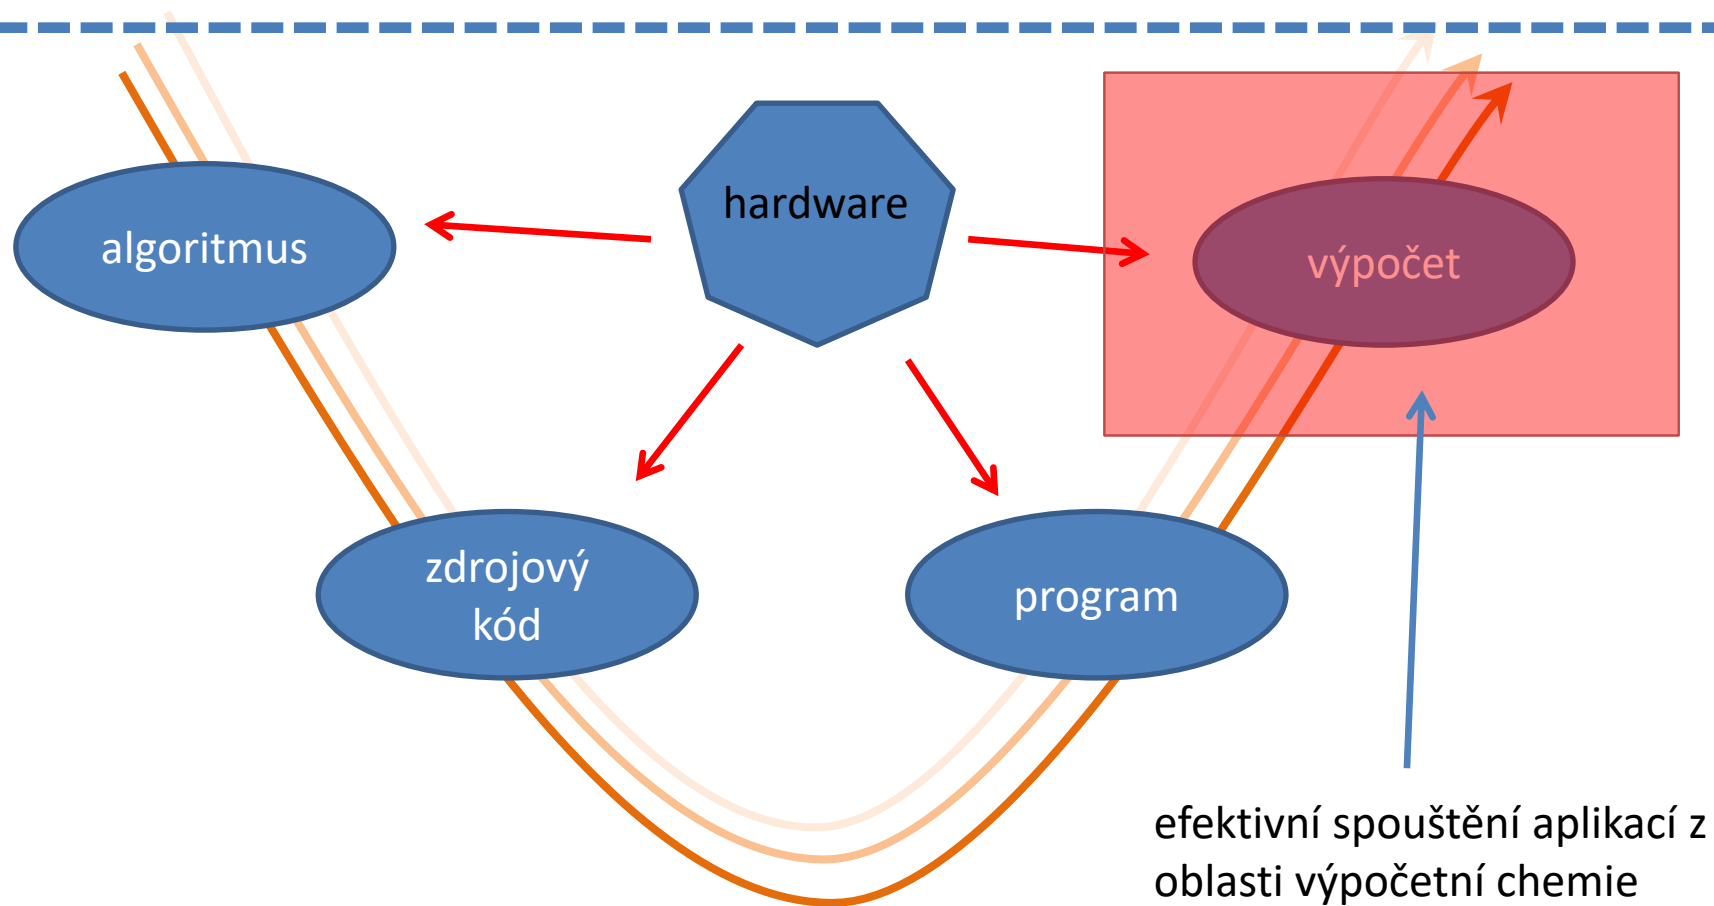 hardware
algoritmus
výpočet
zdrojový
kód
program
efektivní spouštění aplikací z
oblasti výpočetní chemie